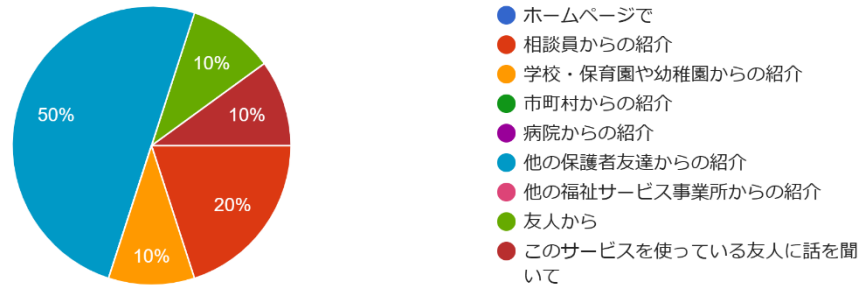 ホームページで
相談員からの紹介
学校・保育園や幼稚園からの紹介
市町村からの紹介
病院からの紹介
他の保護者友達からの紹介
他の福祉サービス事業所からの紹介
友人から
このサービスを使っている友人に話を聞
いて
10%
10%
50%
20%
10%